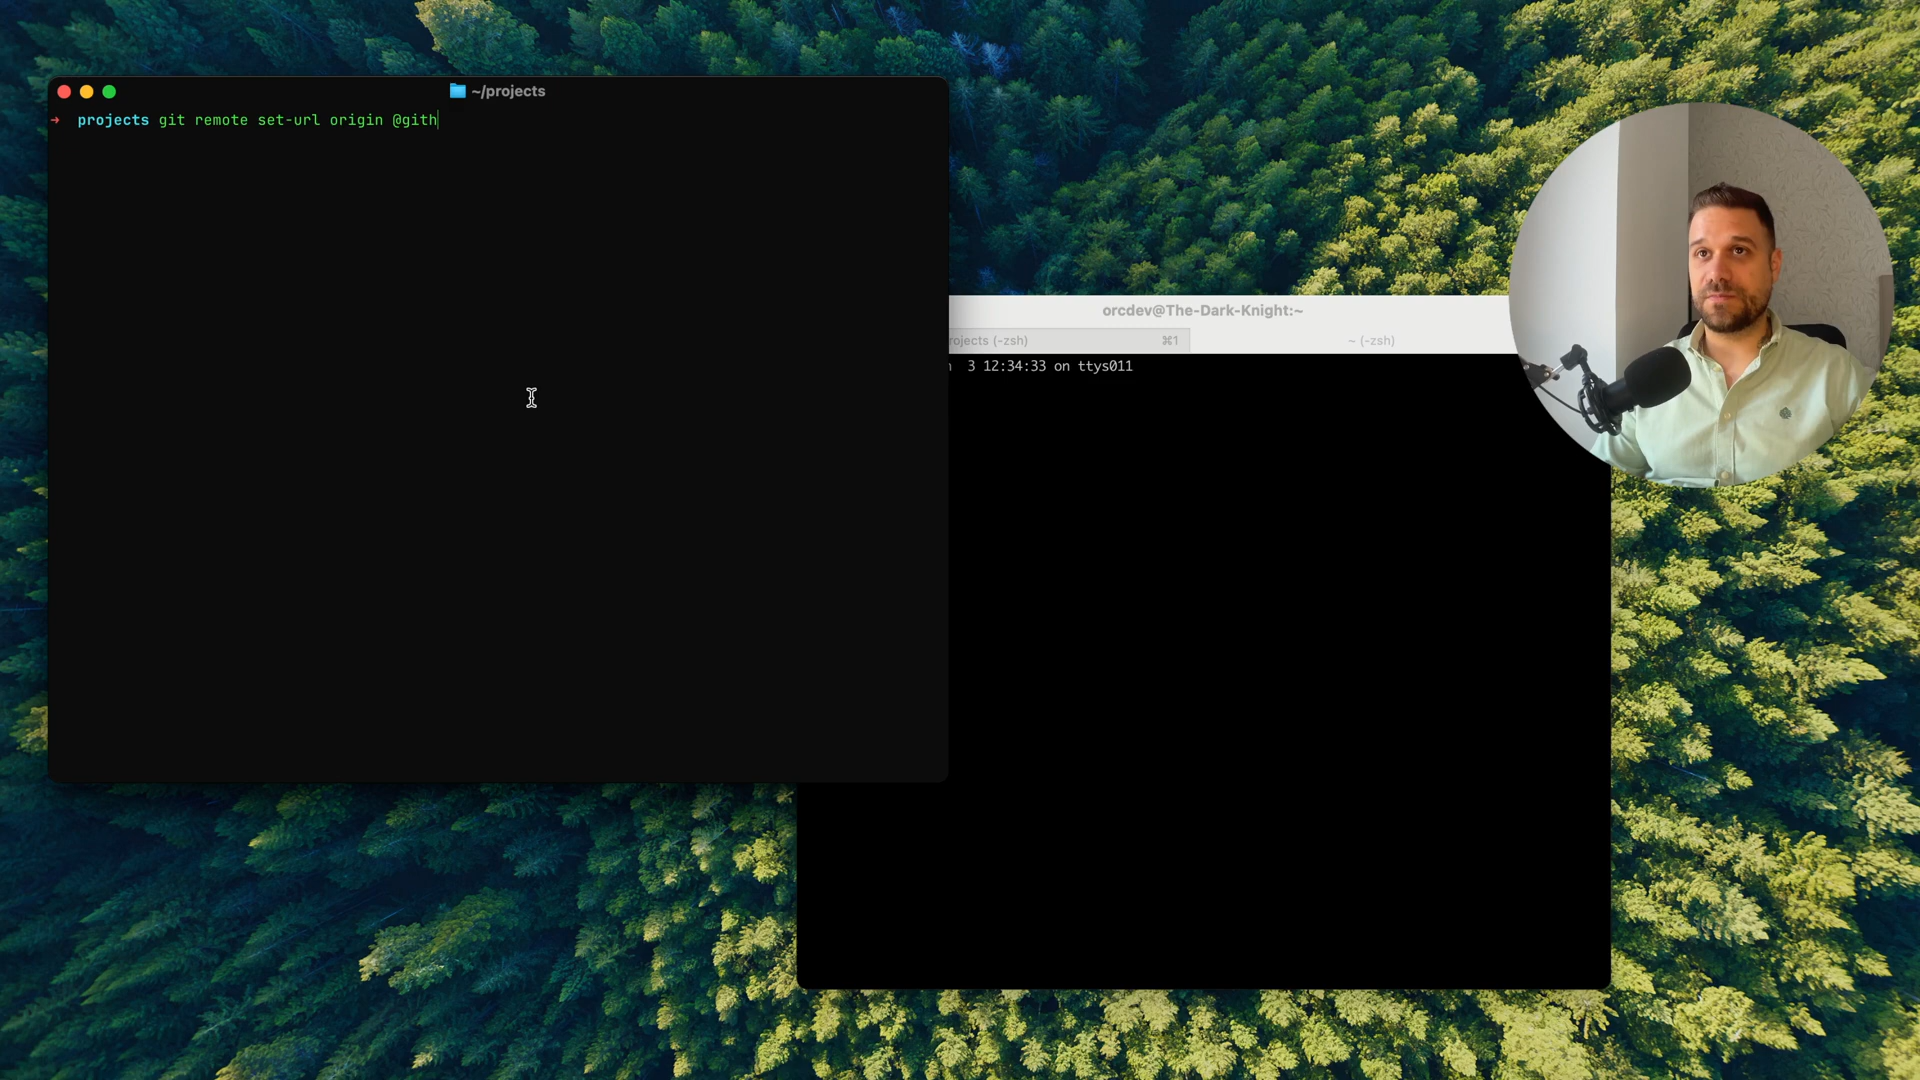 ~/projects
➜ projects git remote set-url origin @gith
orcdev@The-Dark-Knight:~
rojects (-zsh) ⌘1 ~ (-zsh)
3 12:34:33 on ttys011